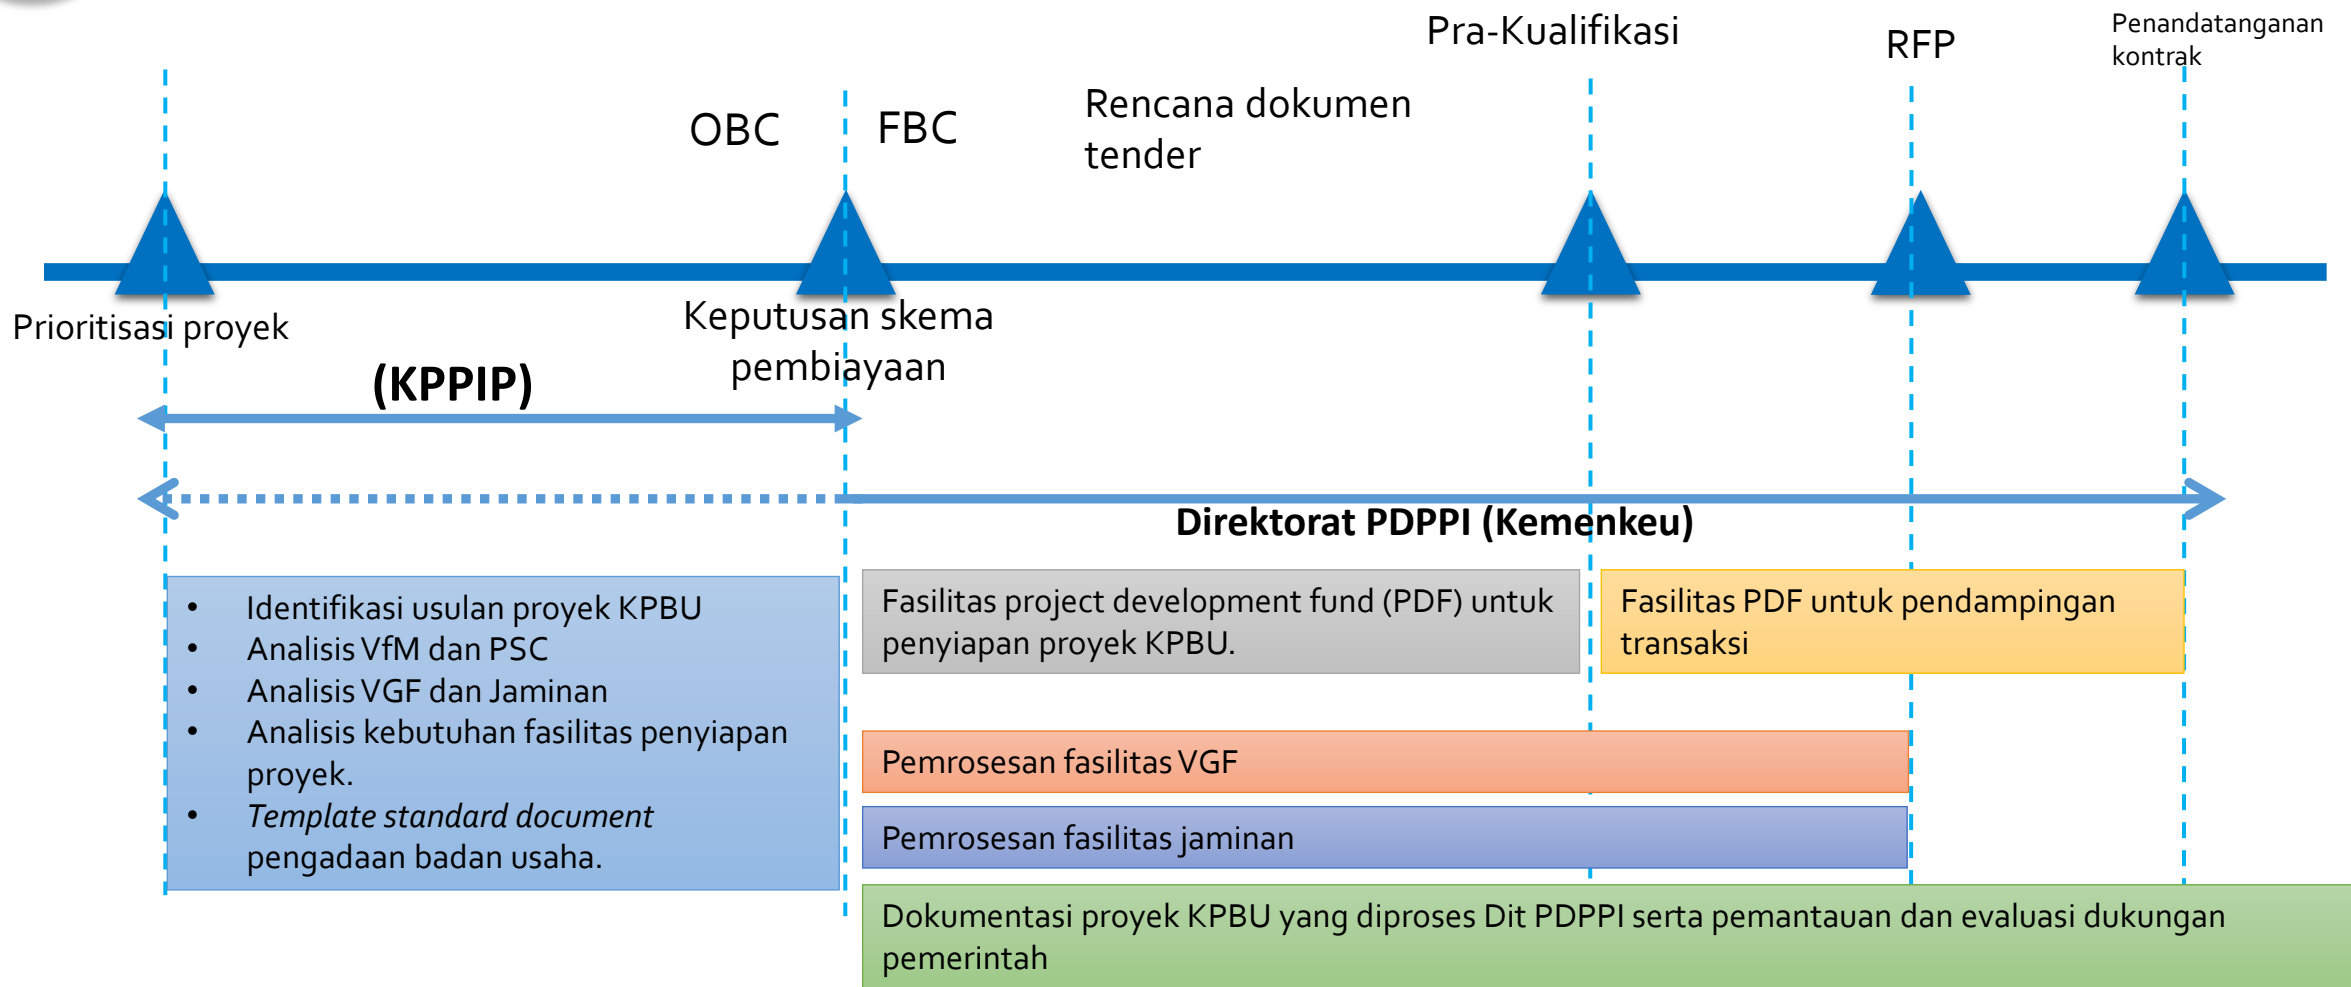 Pra-Kualifikasi
RFP
Penandatanganan
kontrak
OBC
FBC
Rencana dokumen
tender
Prioritisasi proyek
Keputusan skema
pembiayaan
(KPPIP)
Direktorat PDPPI (Kemenkeu)
• Identifikasi usulan proyek KPBU
• Analisis VfM dan PSC
• Analisis VGF dan Jaminan
• Analisis kebutuhan fasilitas penyiapan
proyek.
• Template standard document
pengadaan badan usaha.
Fasilitas project development fund (PDF) untuk
penyiapan proyek KPBU.
Fasilitas PDF untuk pendampingan
transaksi
Pemrosesan fasilitas VGF
Pemrosesan fasilitas jaminan
Dokumentasi proyek KPBU yang diproses Dit PDPPI serta pemantauan dan evaluasi dukungan
pemerintah